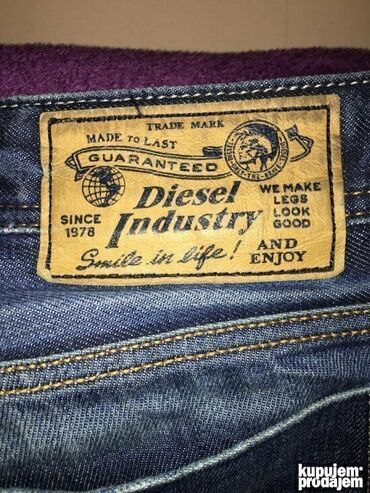 TRADE MARK
MADE TO LAST
GUARANTEED
Diesel
Industry
SINCE
1978
WE MAKE
LEGS
LOOK
GOOD
Smile in life!
AND
ENJOY
kupujem
prodajem